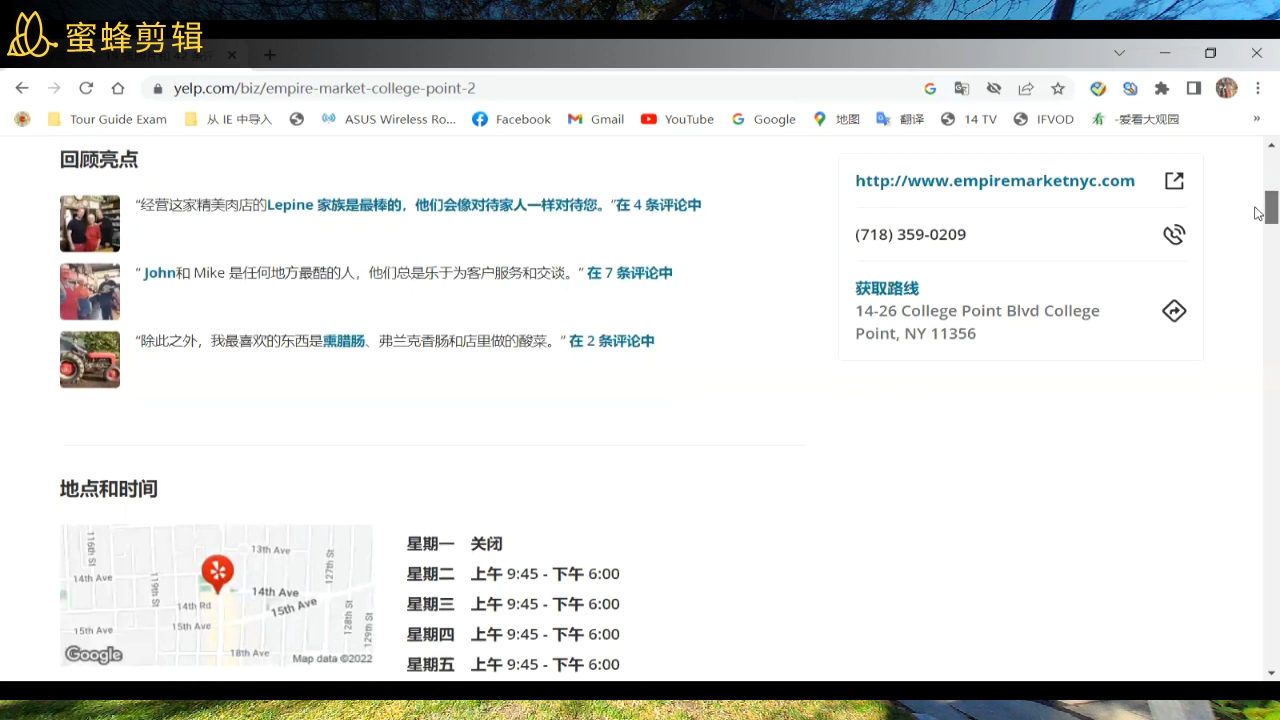 蜜蜂剪辑
yelp.com/biz/empire-market-college-point-2
Tour Guide Exam
从 IE 中导入
ASUS Wireless Ro...
Facebook
Gmail
YouTube
Google
地图
翻译
14 TV
IFVOD
-爱看大观园
»
回顾亮点
“经营这家精美肉店的Lepine 家族是最棒的，他们会像对待家人一样对待您。”在 4 条评论中
“ John和 Mike 是任何地方最酷的人，他们总是乐于为客户服务和交谈。” 在 7 条评论中
“除此之外，我最喜欢的东西是熏腊肠、弗兰克香肠和店里做的酸菜。” 在 2 条评论中
http://www.empiremarketnyc.com
(718) 359-0209
获取路线
14-26 College Point Blvd College
Point, NY 11356
地点和时间
116th St
13th Ave
127th St
14th Ave
119th St
14th Ave
14th Rd
15th Ave
15th Ave
15th Ave
128th St
129th St
18th Ave
Google
Map data ©2022
星期一 关闭
星期二 上午 9:45 - 下午 6:00
星期三 上午 9:45 - 下午 6:00
星期四 上午 9:45 - 下午 6:00
星期五 上午 9:45 - 下午 6:00